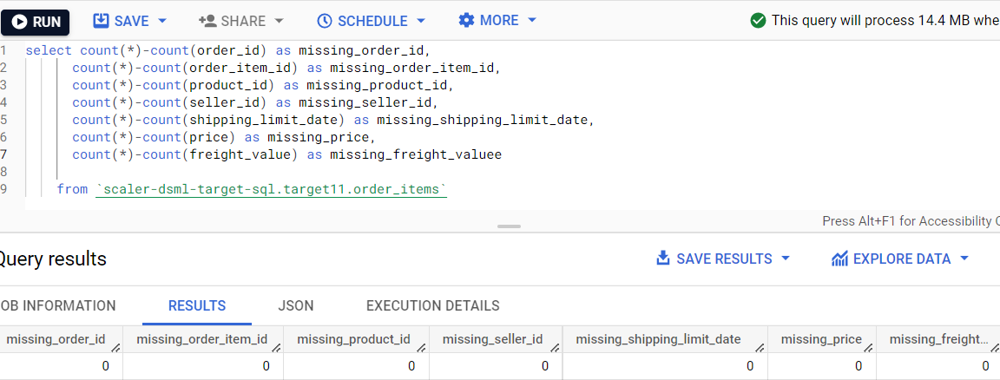 RUN SAVE SHARE SCHEDULE MORE This query will process 14.4 MB whe
1 select count(*)-count(order_id) as missing_order_id,
2 count(*)-count(order_item_id) as missing_order_item_id,
3 count(*)-count(product_id) as missing_product_id,
4 count(*)-count(seller_id) as missing_seller_id,
5 count(*)-count(shipping_limit_date) as missing_shipping_limit_date,
6 count(*)-count(price) as missing_price,
7 count(*)-count(freight_value) as missing_freight_valuee
8
9 from `scaler-dsml-target-sql.target11.order_items`
Press Alt+F1 for Accessibility O
Query results SAVE RESULTS EXPLORE DATA
OB INFORMATION RESULTS JSON EXECUTION DETAILS
missing_order_id missing_order_item_id missing_product_id missing_seller_id missing_shipping_limit_date missing_price missing_freight...
0 0 0 0 0 0 0